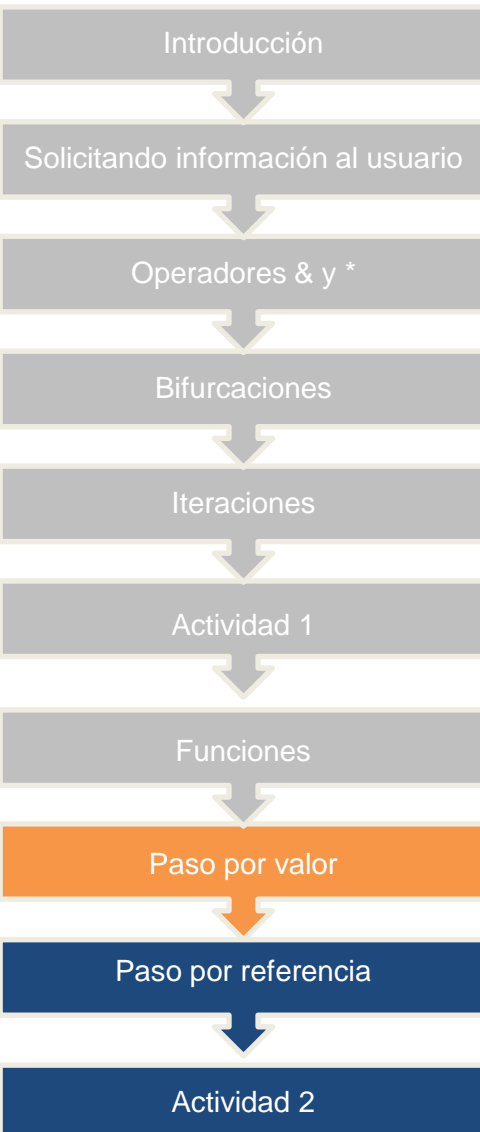 Introducción
Solicitando información al usuario
Operadores & y *
Bifurcaciones
Iteraciones
Actividad 1
Funciones
Paso por valor
Paso por referencia
Actividad 2